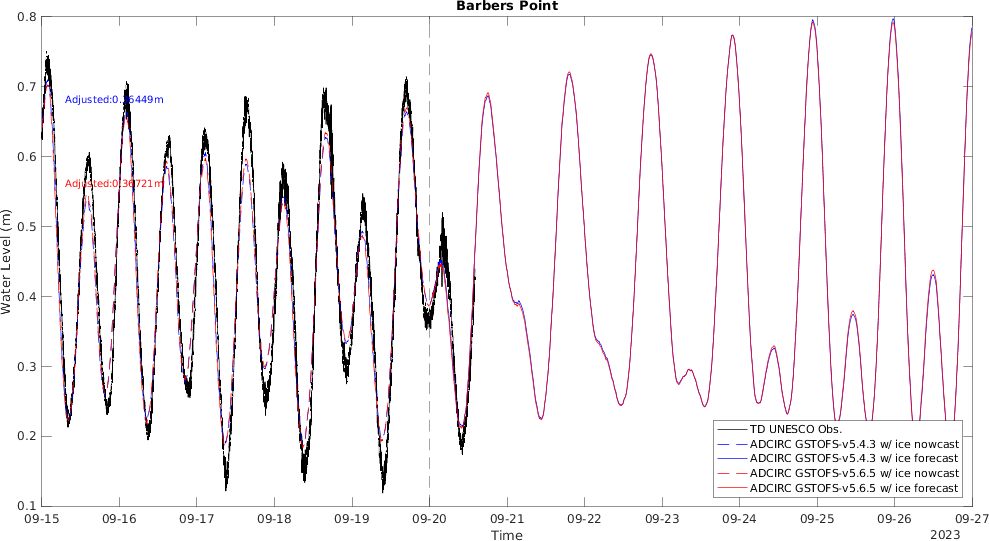 Barbers Point
Water Level (m)
0.8
0.7
0.6
0.5
0.4
0.3
0.2
0.1
Adjusted:0.36449m
Adjusted:0.36721m
TD UNESCO Obs.
ADCIRC GSTOFS-v5.4.3 w/ ice nowcast
ADCIRC GSTOFS-v5.4.3 w/ ice forecast
ADCIRC GSTOFS-v5.6.5 w/ ice nowcast
ADCIRC GSTOFS-v5.6.5 w/ ice forecast
09-15 09-16 09-17 09-18 09-19 09-20 09-21 09-22 09-23 09-24 09-25 09-26 09-27
Time
2023